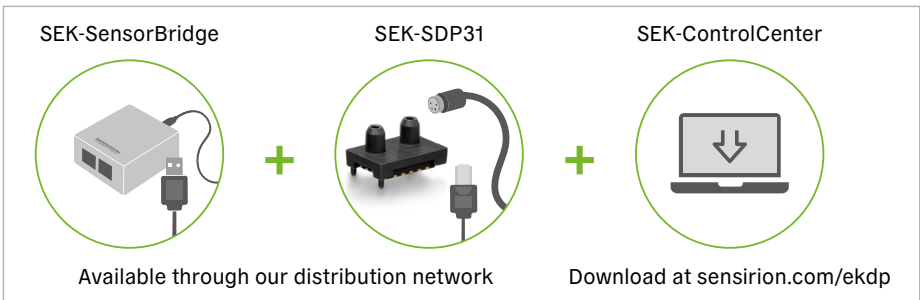 SEK-SensorBridge
SEK-SDP31
SEK-ControlCenter
Available through our distribution network
Download at sensirion.com/ekdp